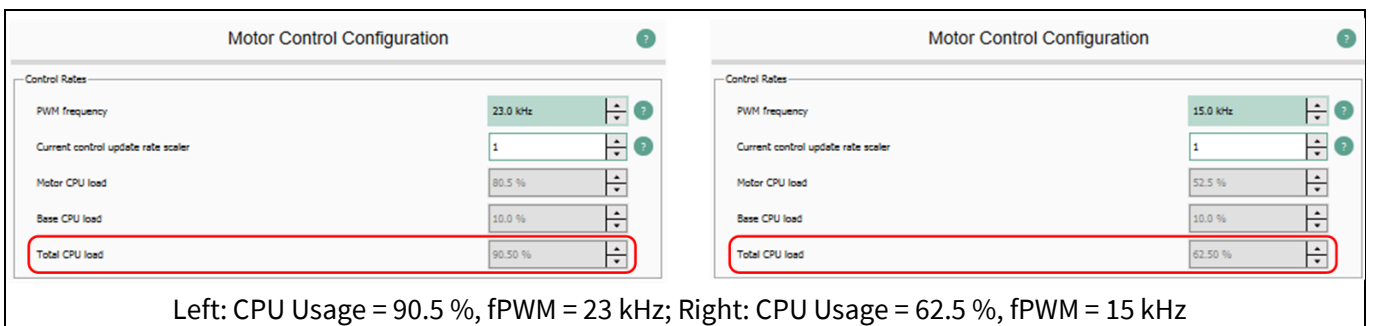 Motor Control Configuration ?
Control Rates
PWM frequency 23.0 kHz ?
Current control update rate scaler 1 ?
Motor CPU load 80.5 %
Base CPU load 10.0 %
Total CPU load 90.50 %
Motor Control Configuration ?
Control Rates
PWM frequency 15.0 kHz ?
Current control update rate scaler 1 ?
Motor CPU load 52.5 %
Base CPU load 10.0 %
Total CPU load 62.50 %
Left: CPU Usage = 90.5 %, fPWM = 23 kHz; Right: CPU Usage = 62.5 %, fPWM = 15 kHz